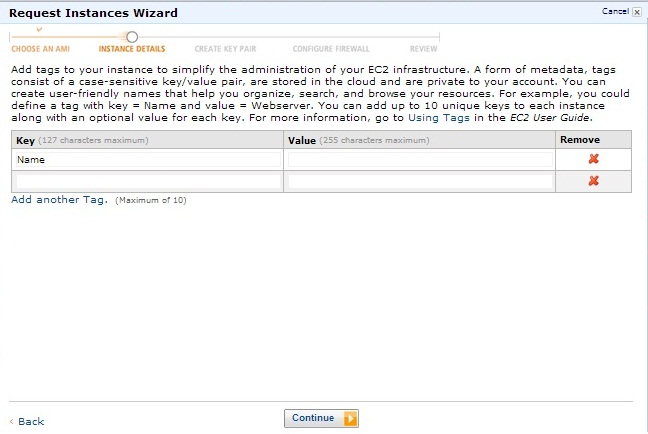 Request Instances Wizard
Cancel
CHOOSE AN AMI INSTANCE DETAILS CREATE KEY PAIR CONFIGURE FIREWALL REVIEW
Add tags to your instance to simplify the administration of your EC2 infrastructure. A form of metadata, tags
consist of a case-sensitive key/value pair, are stored in the cloud and are private to your account. You can
create user-friendly names that help you organize, search, and browse your resources. For example, you could
define a tag with key = Name and value = Webserver. You can add up to 10 unique keys to each instance
along with an optional value for each key. For more information, go to Using Tags in the EC2 User Guide.
Key (127 characters maximum) Value (255 characters maximum) Remove
Name
Add another Tag. (Maximum of 10)
< Back Continue